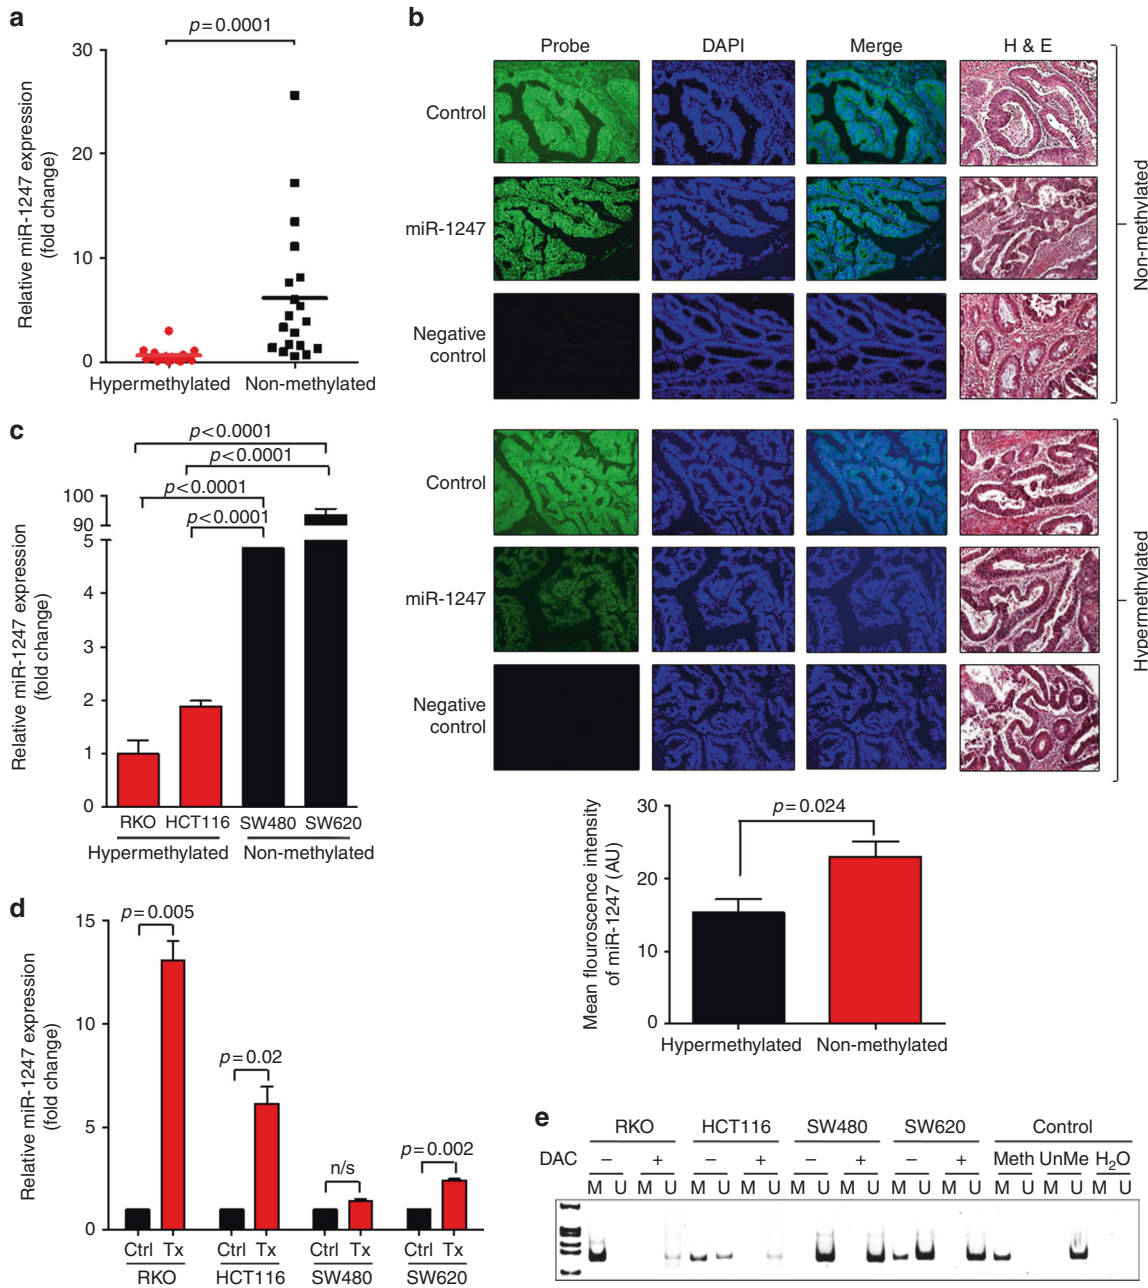 a
p=0.0001
30
20
10
0
Relative miR-1247 expression
(fold change)
Hypermethylated Non-methylated
b
Probe DAPI Merge H & E
Control
miR-1247
Negative
control
Non-methylated
Control
miR-1247
Negative
control
Hypermethylated
p=0.024
30
20
10
0
Mean flouroscence intensity
of miR-1247 (AU)
Hypermethylated Non-methylated
c
p<0.0001
p<0.0001
p<0.0001
p<0.0001
100
90
5
4
3
2
1
0
Relative miR-1247 expression
(fold change)
RKO HCT116 SW480 SW620
Hypermethylated Non-methylated
d
15
10
5
0
Relative miR-1247 expression
(fold change)
p=0.005
p=0.02
n/s
p=0.002
Ctrl Tx Ctrl Tx Ctrl Tx Ctrl Tx
RKO HCT116 SW480 SW620
e
RKO HCT116 SW480 SW620 Control
DAC – + – + – + – + Meth UnMe H2O
M U M U M U M U M U M U M U M U M U M U M U